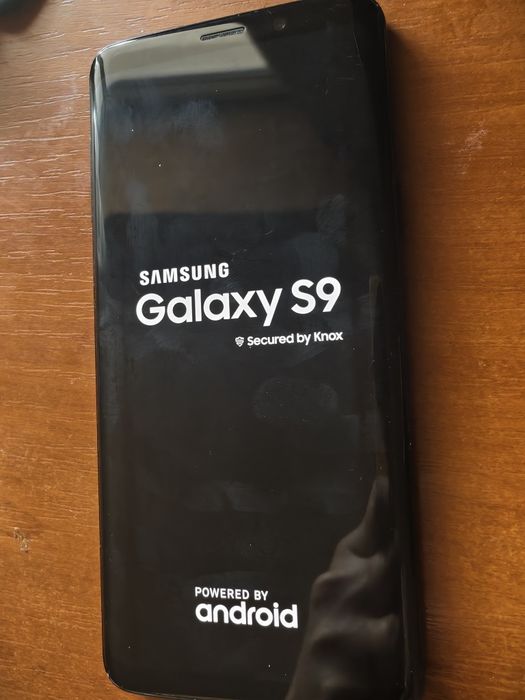 SAMSUNG
Galaxy S9
Secured by Knox
POWERED BY
android